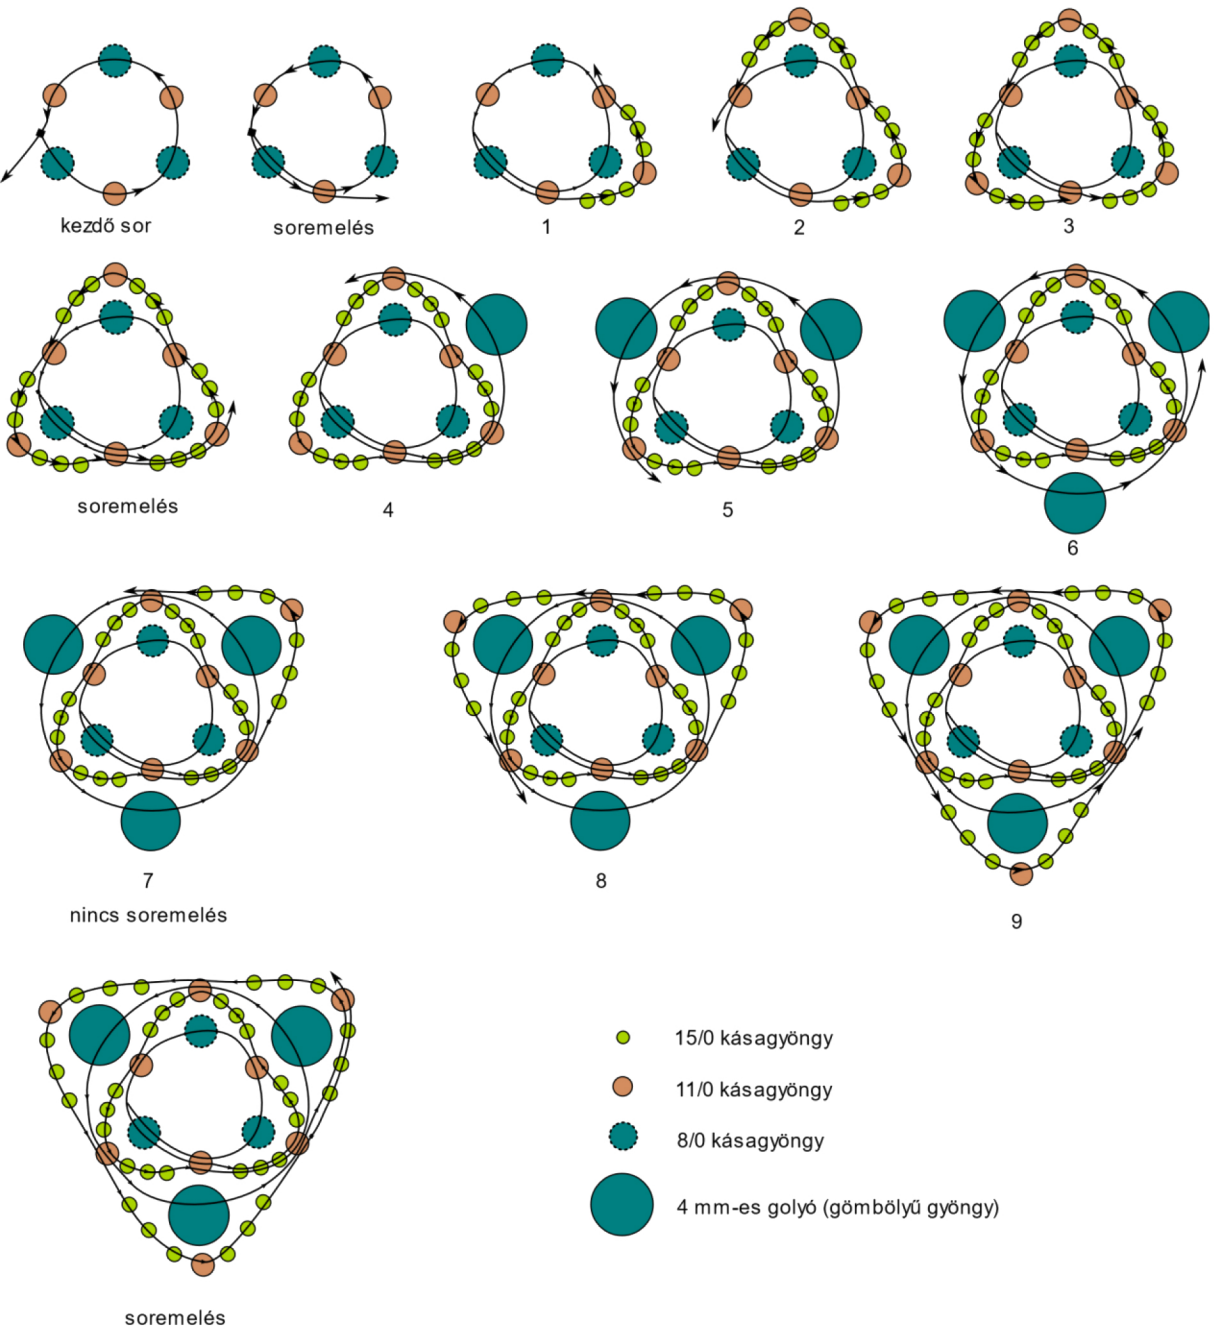 kezdő sor
soremelés
1
2
3
soremelés
4
5
6
7
nincs soremelés
8
9
soremelés
15/0 kásagyöngy
11/0 kásagyöngy
8/0 kásagyöngy
4 mm-es golyó (gömbölyű gyöngy)